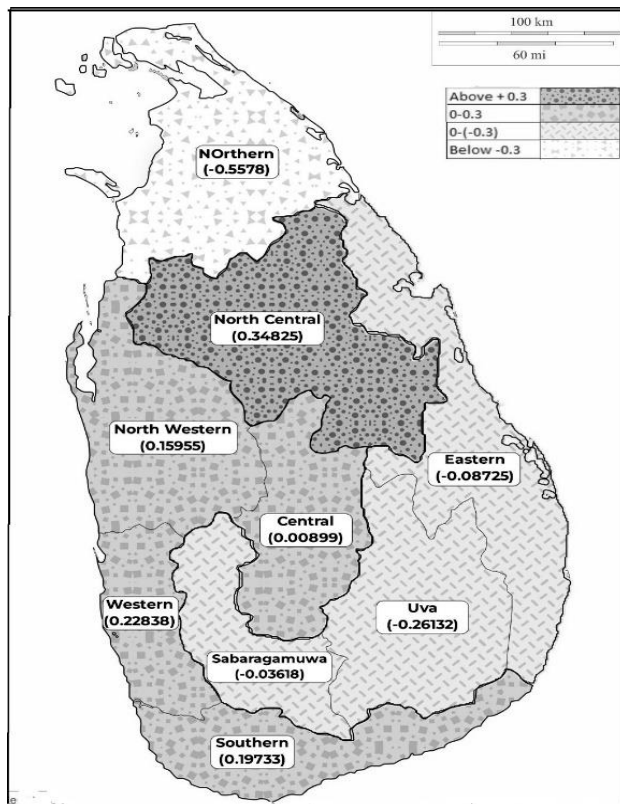 100 km
60 mi
Above + 0.3
0-0.3
0-(-0.3)
Below -0.3
NOrthern
(-0.5578)
North Central
(0.34825)
North Western
(0.15955)
Eastern
(-0.08725)
Central
(0.00899)
Western
(0.22838)
Uva
(-0.26132)
Sabaragamuwa
(-0.03618)
Southern
(0.19733)
e